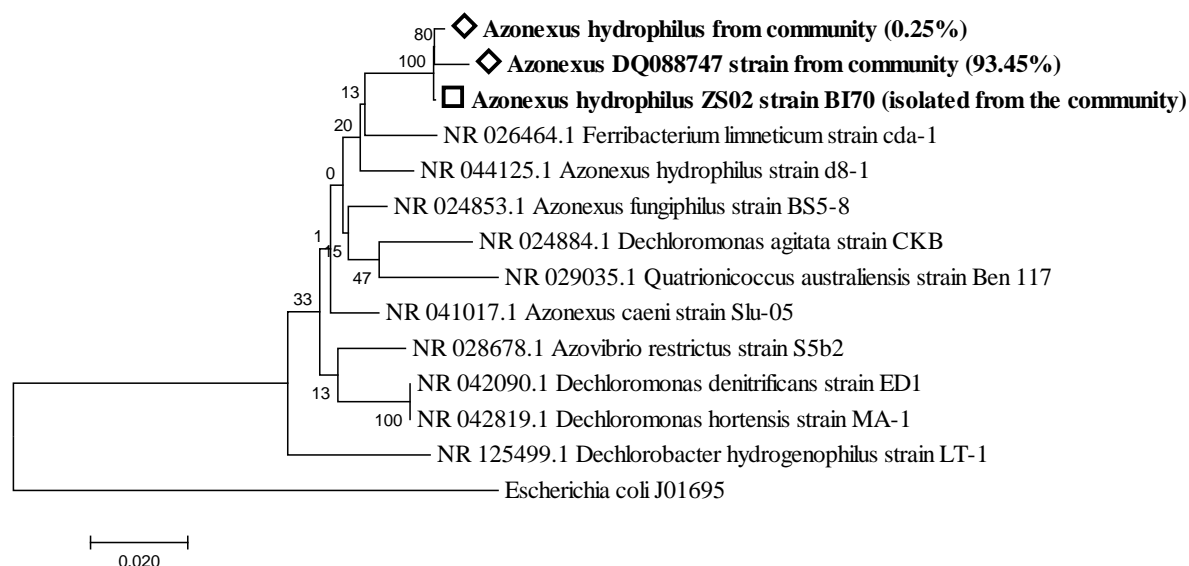 80
Azonexus hydrophilus from community (0.25%)
100
Azonexus DQ088747 strain from community (93.45%)
13
Azonexus hydrophilus ZS02 strain BI70 (isolated from the community)
20
NR 026464.1 Ferribacterium limneticum strain cda-1
NR 044125.1 Azonexus hydrophilus strain d8-1
0
NR 024853.1 Azonexus fungiphilus strain BS5-8
1
15
NR 024884.1 Dechloromonas agitata strain CKB
47
NR 029035.1 Quatrionicoccus australiensis strain Ben 117
33
NR 041017.1 Azonexus caeni strain Slu-05
NR 028678.1 Azovibrio restrictus strain S5b2
13
NR 042090.1 Dechloromonas denitrificans strain ED1
100
NR 042819.1 Dechloromonas hortensis strain MA-1
NR 125499.1 Dechlorobacter hydrogenophilus strain LT-1
Escherichia coli J01695
0.020